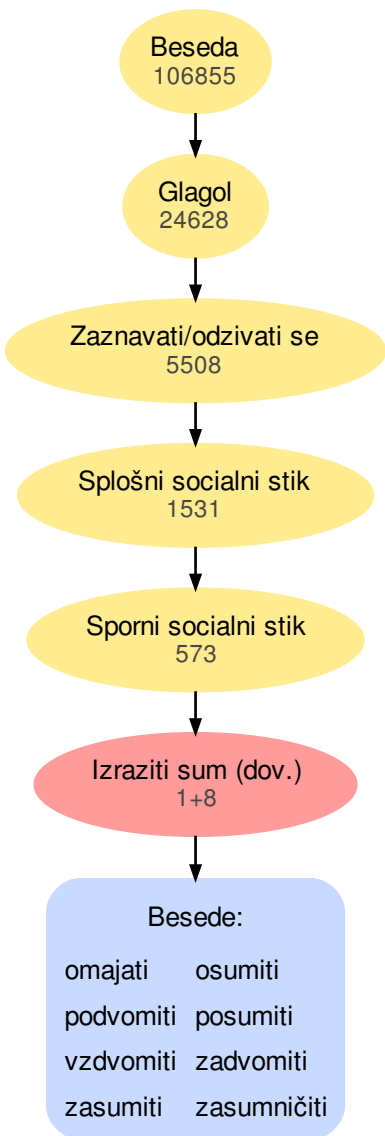 Beseda
106855
Glagol
24628
Zaznavati/odzivati se
5508
Splošni socialni stik
1531
Sporni socialni stik
573
Izraziti sum (dov.)
1+8
Besede:
omajati osumiti
podvomiti posumiti
vzdvomiti zadvomiti
zasumiti zasumničiti